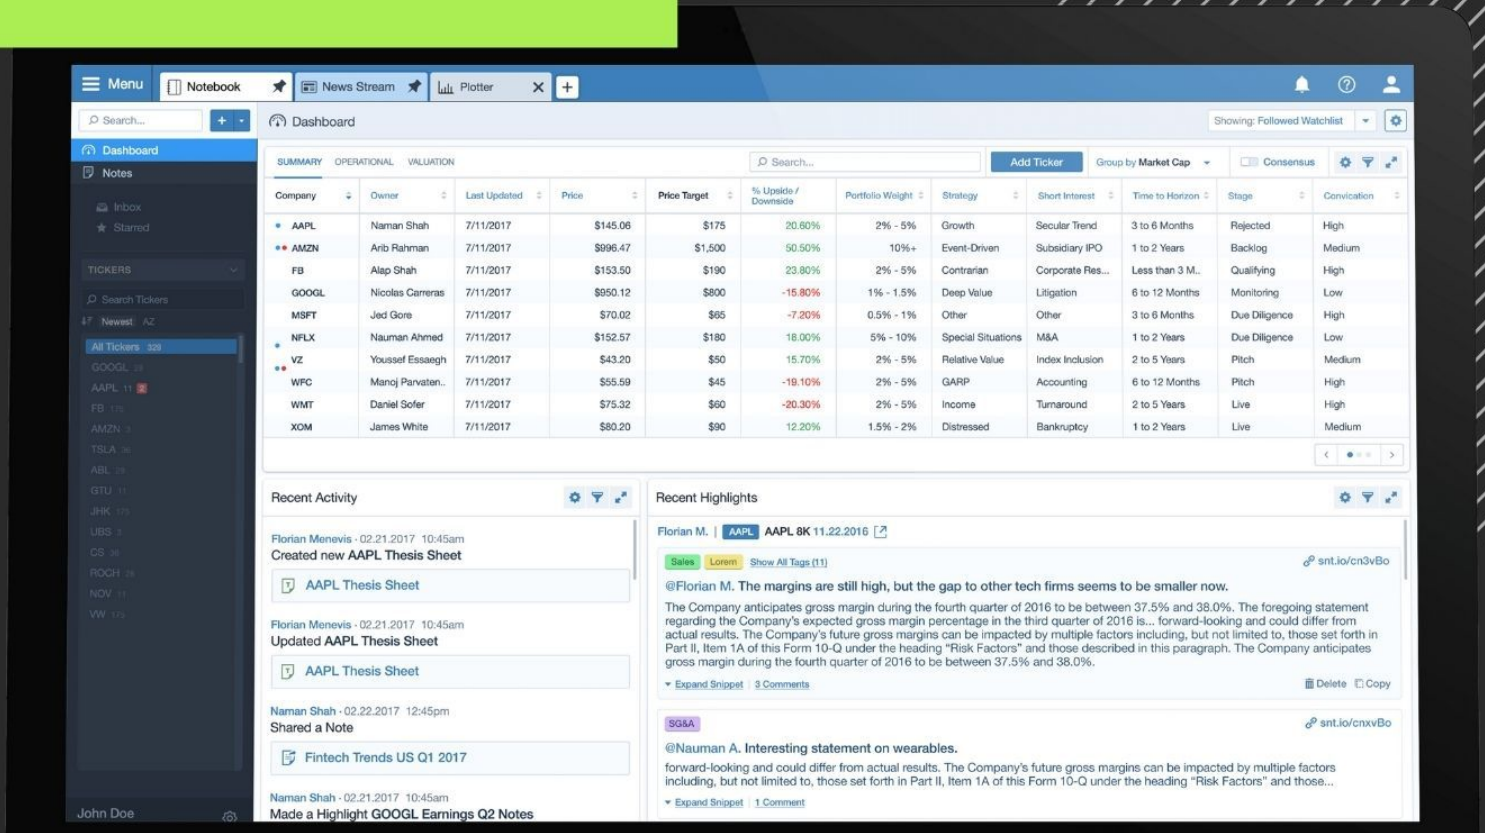 Menu Notebook News Stream Plotter
Search...
Dashboard Showing: Followed Watchlist
Dashboard
Notes
Inbox
Starred
TICKERS
Search Tickers
Newest AZ
All Tickers 329
GOOGL
AAPL 11 2
FB
AMZN
TSLA
ABL
GTU 11
JHK
UBS
CS
ROCH
NOV 11
VW
John Doe
SUMMARY OPERATIONAL VALUATION Search... Add Ticker Group by Market Cap Consensus
Company Owner Last Updated Price Price Target % Upside / Downside Portfolio Weight Strategy Short Interest Time to Horizon Stage Convication
AAPL Naman Shah 7/11/2017 $145.06 $175 20.60% 2% - 5% Growth Secular Trend 3 to 6 Months Rejected High
AMZN Arib Rahman 7/11/2017 $996.47 $1,500 50.50% 10%+ Event-Driven Subsidiary IPO 1 to 2 Years Backlog Medium
FB Alap Shah 7/11/2017 $153.50 $190 23.80% 2% - 5% Contrarian Corporate Res... Less than 3 M.. Qualifying High
GOOGL Nicolas Carreras 7/11/2017 $950.12 $800 -15.80% 1% - 1.5% Deep Value Litigation 6 to 12 Months Monitoring Low
MSFT Jed Gore 7/11/2017 $70.02 $65 -7.20% 0.5% - 1% Other Other 3 to 6 Months Due Diligence High
NFLX Nauman Ahmed 7/11/2017 $152.57 $180 18.00% 5% - 10% Special Situations M&A 1 to 2 Years Due Diligence Low
VZ Youssef Essaegh 7/11/2017 $43.20 $50 15.70% 2% - 5% Relative Value Index Inclusion 2 to 5 Years Pitch Medium
WFC Manoj Parvaten.. 7/11/2017 $55.59 $45 -19.10% 2% - 5% GARP Accounting 6 to 12 Months Pitch High
WMT Daniel Sofer 7/11/2017 $75.32 $60 -20.30% 2% - 5% Income Turnaround 2 to 5 Years Live High
XOM James White 7/11/2017 $80.20 $90 12.20% 1.5% - 2% Distressed Bankruptcy 1 to 2 Years Live Medium
Recent Activity
Florian Menevis · 02.21.2017 10:45am
Created new AAPL Thesis Sheet
AAPL Thesis Sheet
Florian Menevis · 02.21.2017 10:45am
Updated AAPL Thesis Sheet
AAPL Thesis Sheet
Naman Shah · 02.22.2017 12:45pm
Shared a Note
Fintech Trends US Q1 2017
Naman Shah · 02.21.2017 10:45am
Made a Highlight GOOGL Earnings Q2 Notes
Recent Highlights
Florian M. | AAPL AAPL 8K 11.22.2016
Sales Lorem Show All Tags (11) snt.io/cn3vBo
@Florian M. The margins are still high, but the gap to other tech firms seems to be smaller now.
The Company anticipates gross margin during the fourth quarter of 2016 to be between 37.5% and 38.0%. The foregoing statement
regarding the Company's expected gross margin percentage in the third quarter of 2016 is... forward-looking and could differ from
actual results. The Company's future gross margins can be impacted by multiple factors including, but not limited to, those set forth in
Part II, Item 1A of this Form 10-Q under the heading “Risk Factors” and those described in this paragraph. The Company anticipates
gross margin during the fourth quarter of 2016 to be between 37.5% and 38.0%.
Expand Snippet 3 Comments Delete Copy
SG&A snt.io/cnxvBo
@Nauman A. Interesting statement on wearables.
forward-looking and could differ from actual results. The Company's future gross margins can be impacted by multiple factors
including, but not limited to, those set forth in Part II, Item 1A of this Form 10-Q under the heading “Risk Factors” and those...
Expand Snippet 1 Comment